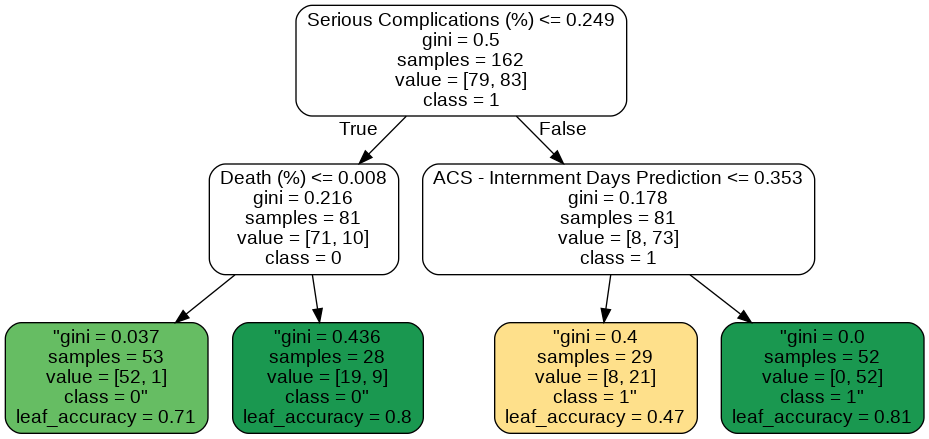 Serious Complications (%) <= 0.249
gini = 0.5
samples = 162
value = [79, 83]
class = 1
True
False
Death (%) <= 0.008
gini = 0.216
samples = 81
value = [71, 10]
class = 0
ACS - Internment Days Prediction <= 0.353
gini = 0.178
samples = 81
value = [8, 73]
class = 1
"gini = 0.037
samples = 53
value = [52, 1]
class = 0"
leaf_accuracy = 0.71
"gini = 0.436
samples = 28
value = [19, 9]
class = 0"
leaf_accuracy = 0.8
"gini = 0.4
samples = 29
value = [8, 21]
class = 1"
leaf_accuracy = 0.47
"gini = 0.0
samples = 52
value = [0, 52]
class = 1"
leaf_accuracy = 0.81